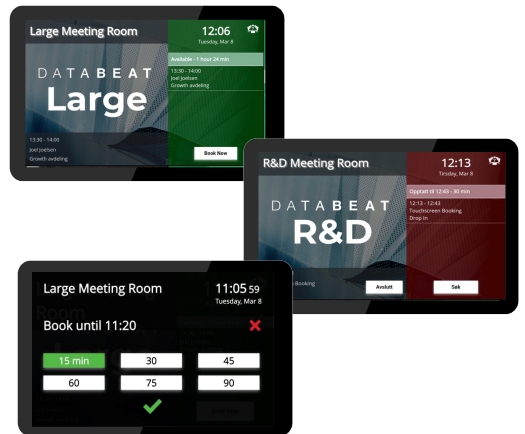 Large Meeting Room
12:06
Tuesday, Mar 8
Available - 1 hour 24 min
13:30 - 14:00
Joel Joelsen
Growth avdeling
DATABEAT
Large
13:30 - 14:00
Joel Joelsen
Growth avdeling
Book Now
R&D Meeting Room
12:13
Tirsday, Mar 8
Opptatt til 12:43 - 30 min
12:13 - 12:43
Touchscreen Booking
Drop In
DATABEAT
R&D
Booking
Avslutt
Søk
Large Meeting Room
11:05 59
Tuesday, Mar 8
Book until 11:20
15 min
30
45
60
75
90